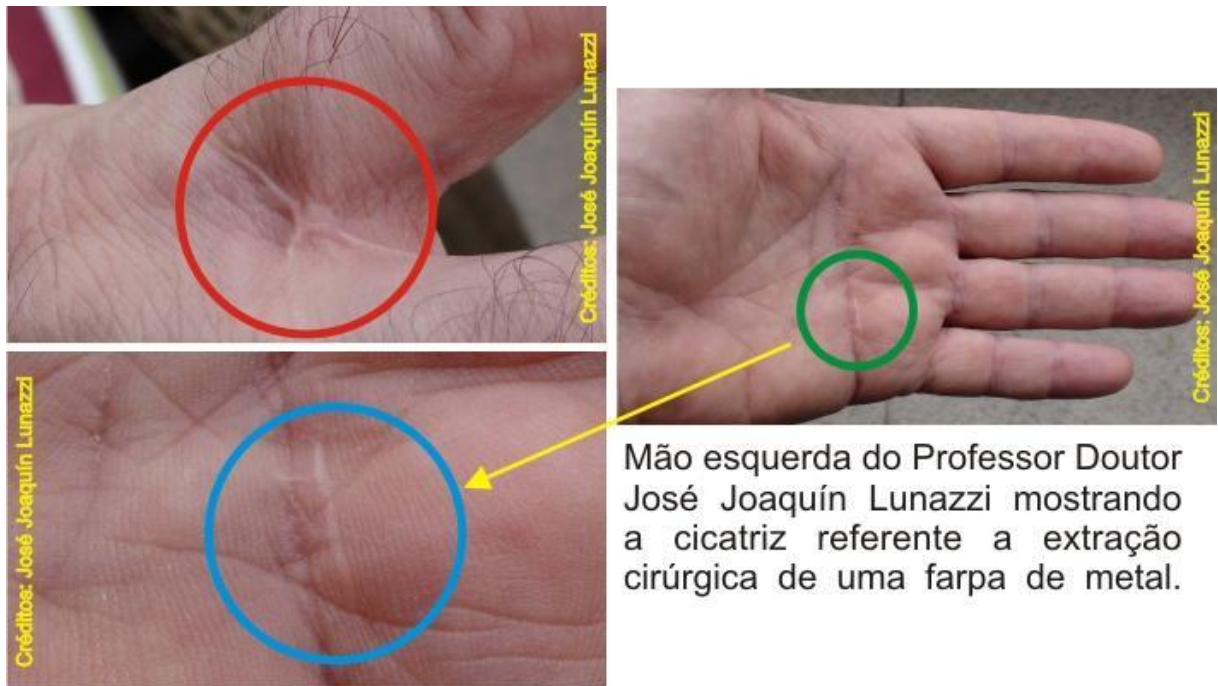 Créditos: José Joaquín Lunazzi
Créditos: José Joaquín Lunazzi
Créditos: José Joaquín Lunazzi
Mão esquerda do Professor Doutor
José Joaquín Lunazzi mostrando
a cicatriz referente a extração
cirúrgica de uma farpa de metal.